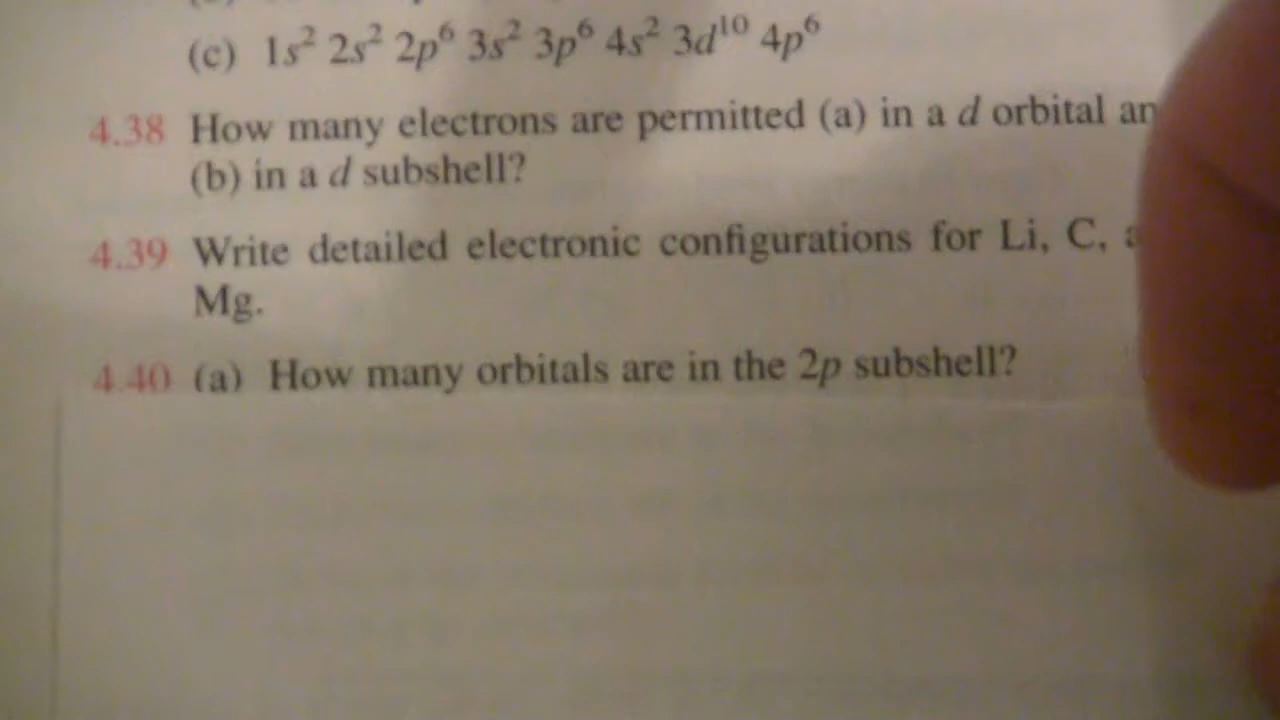 (c) 1s² 2s² 2p⁶ 3s² 3p⁶ 4s² 3d¹⁰ 4p⁶
4.38 How many electrons are permitted (a) in a d orbital an
(b) in a d subshell?
4.39 Write detailed electronic configurations for Li, C,
Mg.
4.40 (a) How many orbitals are in the 2p subshell?